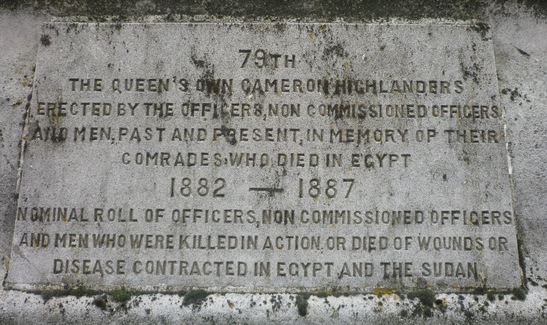 79TH
THE QUEEN'S OWN CAMERON HIGHLANDERS
ERECTED BY THE OFFICERS, NON COMMISSIONED OFFICERS
AND MEN, PAST AND PRESENT, IN MEMORY OF THEIR
COMRADES, WHO DIED IN EGYPT
1882 — 1887
NOMINAL ROLL OF OFFICERS, NON COMMISSIONED OFFICERS
AND MEN WHO WERE KILLED IN ACTION, OR DIED OF WOUNDS OR
DISEASE CONTRACTED IN EGYPT, AND THE SUDAN